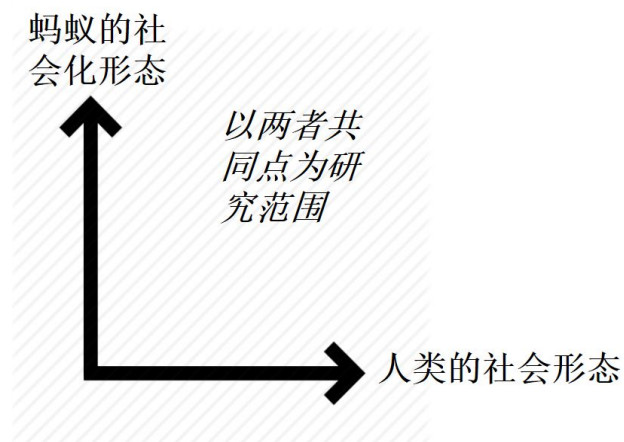 蚂蚁的社
会化形态
以两者共
同点为研
究范围
人类的社会形态